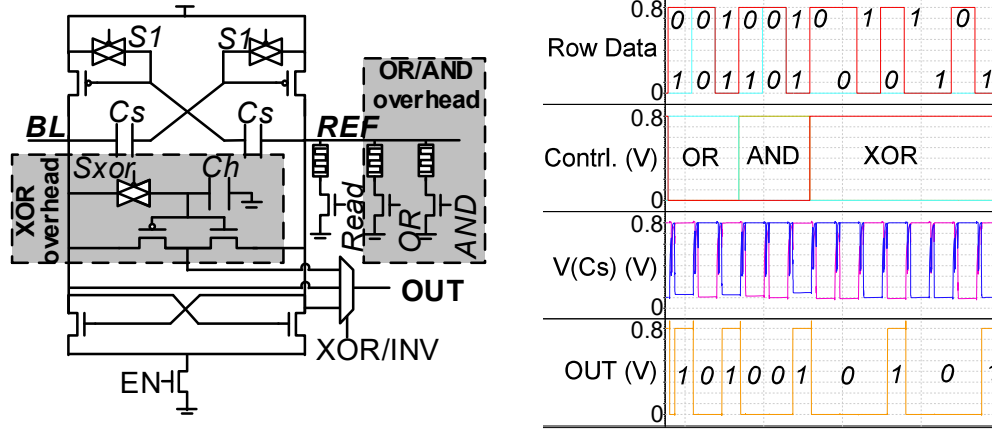 S1
S1
OR/AND
overhead
Cs
Cs
BL
REF
Sxor
Ch
XOR
overhead
Read
OR
AND
OUT
XOR/INV
EN
0.8
0 0 1 0 0 1 0 1 1 0
Row Data
1 0 1 1 0 1 0 0 1 1
0
0.8
Contrl. (V)
OR AND XOR
0
0.8
V(Cs) (V)
0
0.8
OUT (V)
1 0 1 0 0 1 0 1 0 1
0